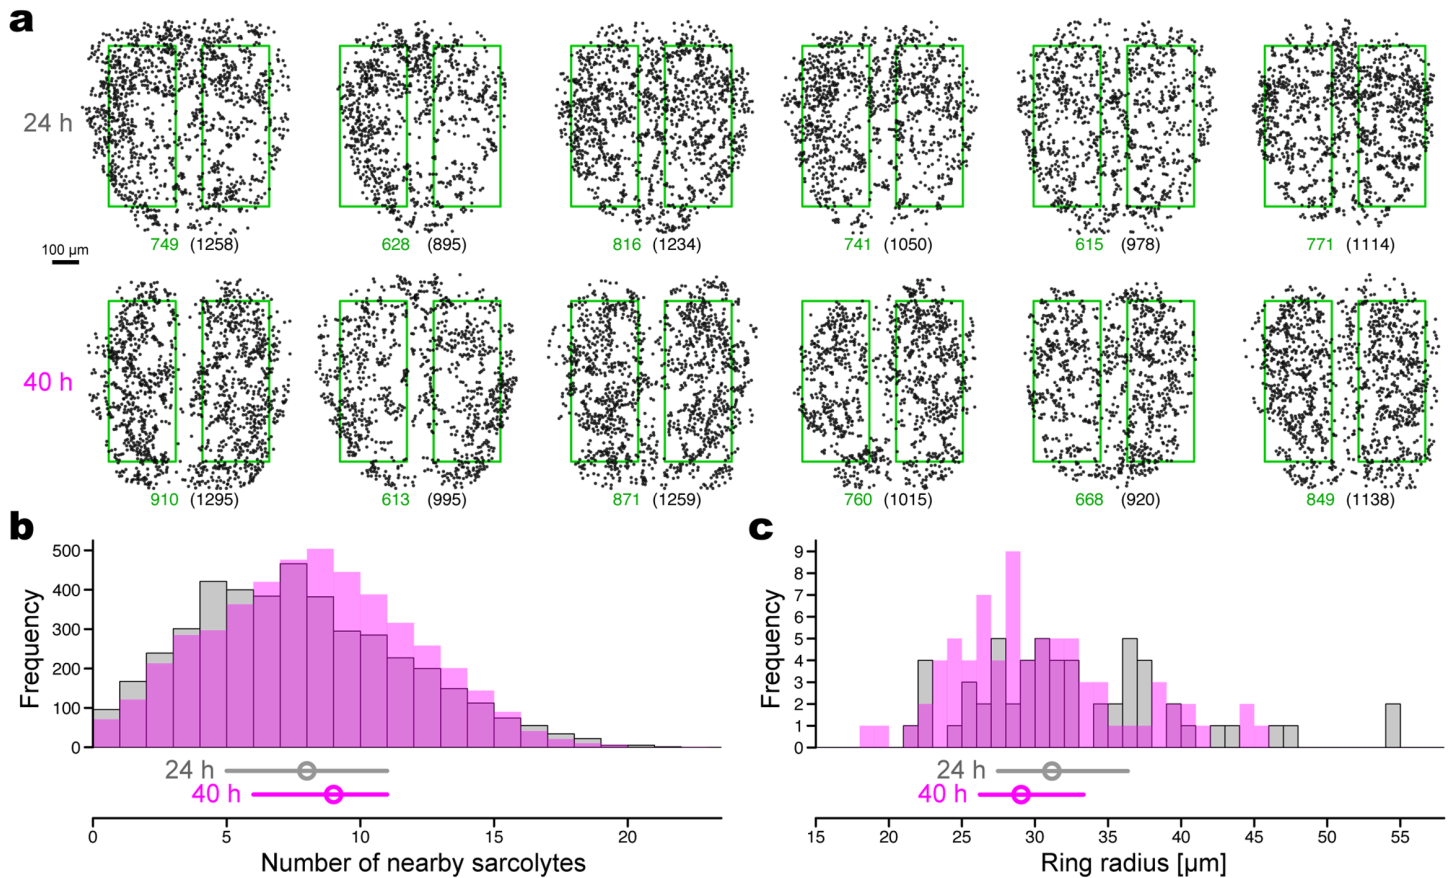 a
24 h
749 (1258) 628 (895) 816 (1234) 741 (1050) 615 (978) 771 (1114)
100 µm
40 h
910 (1295) 613 (995) 871 (1259) 760 (1015) 668 (920) 849 (1138)
b
Frequency
500
400
300
200
100
0
24 h
40 h
0 5 10 15 20
Number of nearby sarcolytes
c
Frequency
9
8
7
6
5
4
3
2
1
0
24 h
40 h
15 20 25 30 35 40 45 50 55
Ring radius [µm]